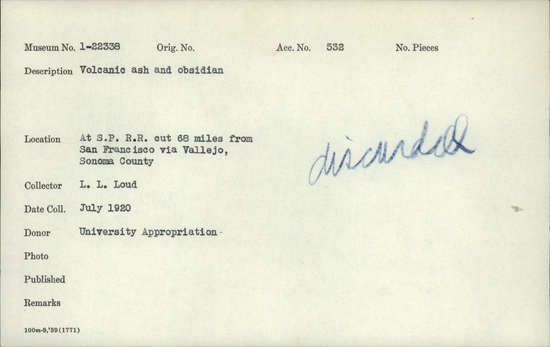 Museum No. 1-22338 Orig. No. Acc. No. 532 No. Pieces
Description Volcanic ash and obsidian
Location At S.P. R.R. cut 68 miles from
San Francisco via Vallejo,
Sonoma County
discarded
Collector L. L. Loud
Date Coll. July 1920
Donor University Appropriation
Photo
Published
Remarks
100m-9,'39(1771)